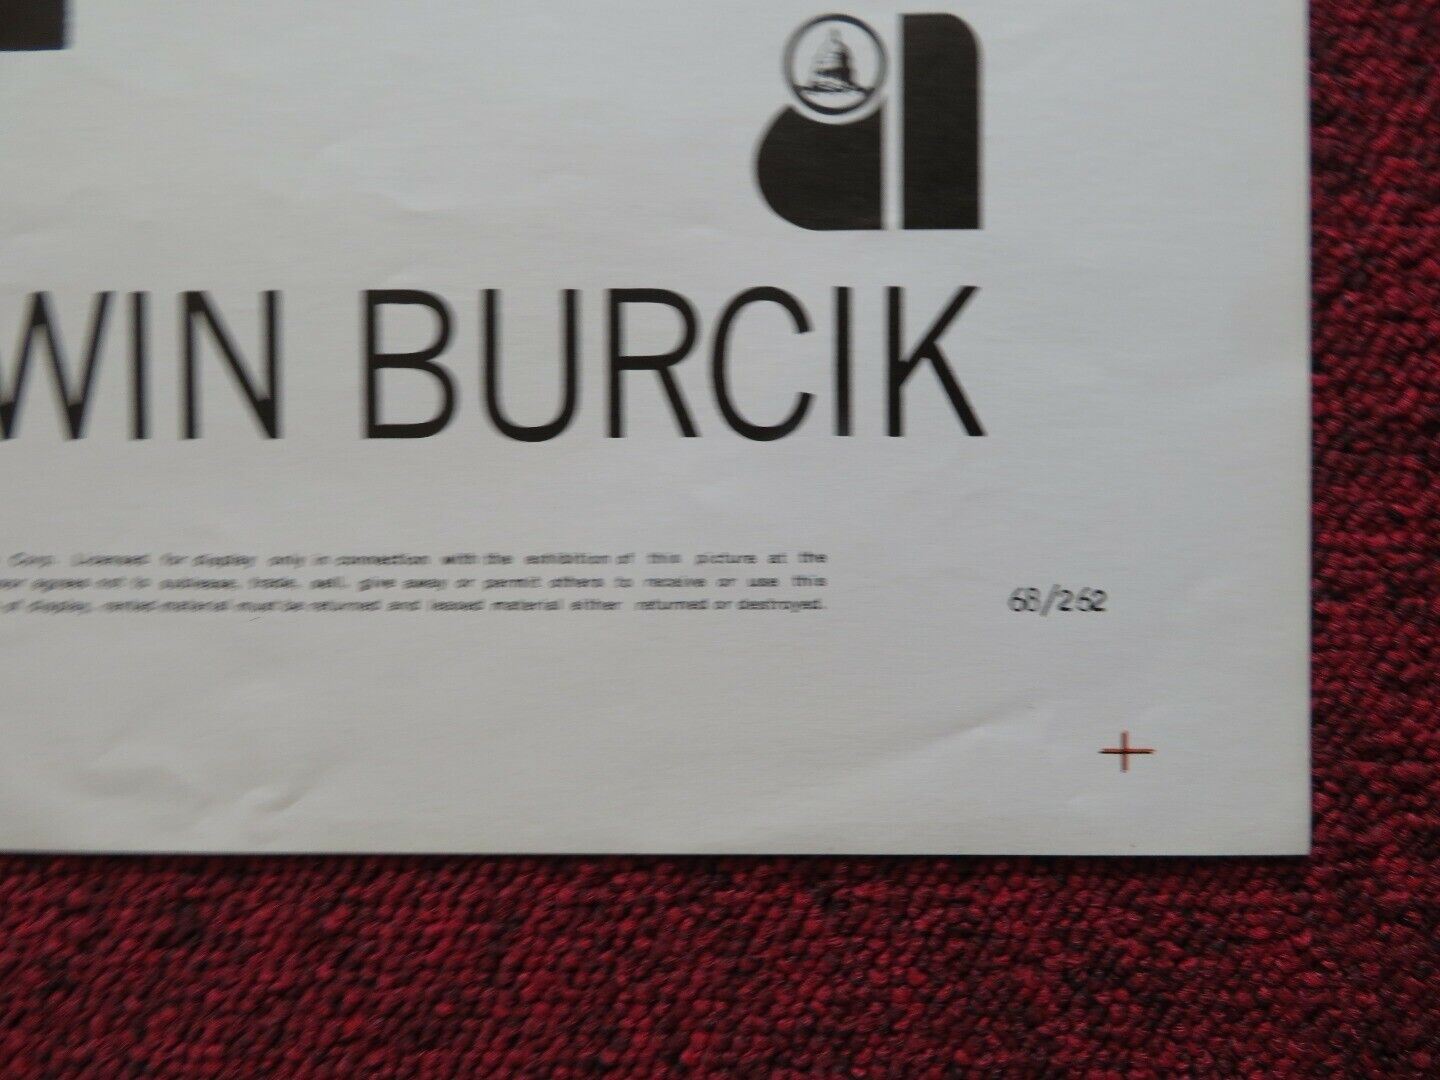 WIN BURCIK
Corp. Licensed for display only in connection with the exhibition of this picture at the
agrees not to sublease, trade, sell, give away or permit others to receive or use this
of display, rented material must be returned and leased material either returned or destroyed.
68/262